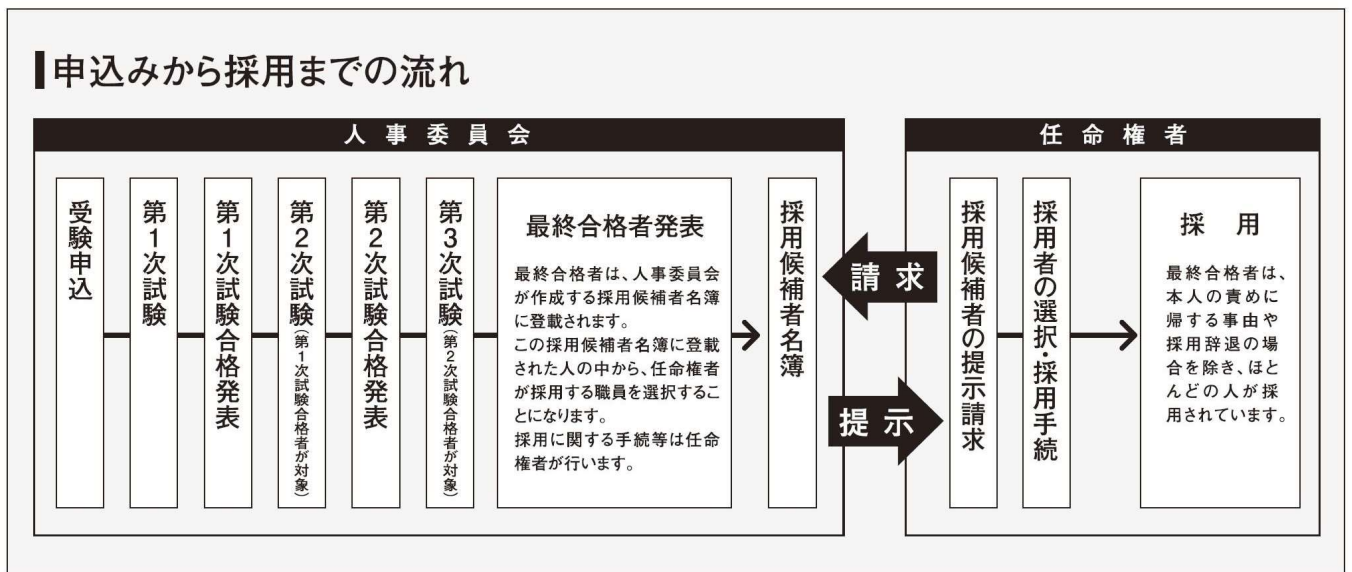 申込みから採用までの流れ
人事委員会
受験申込
第1次試験
第1次試験合格発表
第2次試験(第1次試験合格者が対象)
第2次試験合格発表
第3次試験(第2次試験合格者が対象)
最終合格者発表
最終合格者は、人事委員会
が作成する採用候補者名簿
に登載されます。
この採用候補者名簿に登載
された人の中から、任命権者
が採用する職員を選択するこ
とになります。
採用に関する手続等は任命
権者が行います。
採用候補者名簿
請求
提示
任命権者
採用候補者の提示請求
採用者の選択・採用手続
採用
最終合格者は、
本人の責めに
帰する事由や
採用辞退の場
合を除き、ほと
んどの人が採
用されています。